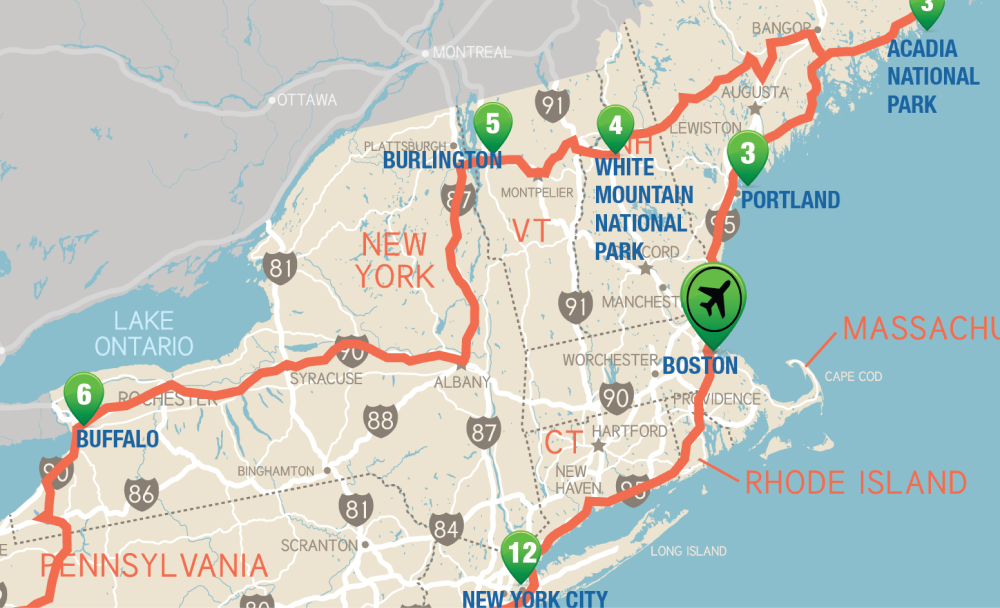 3
BANGOR
ACADIA
NATIONAL
PARK
MONTREAL
OTTAWA
91
AUGUSTA
5
4
LEWISTON
NH
PLATTSBURGH
BURLINGTON
3
WHITE
MOUNTAIN
NATIONAL
PARK
MONTPELIER
PORTLAND
87
95
VT
NEW
YORK
CORD
81
91
MANCHEST
LAKE
ONTARIO
MASSACHU
90
WORCHESTER
BOSTON
SYRACUSE
ALBANY
CAPE COD
6
ROCHESTER
90
PROVIDENCE
88
87
HARTFORD
CT
BUFFALO
90
BINGHAMTON
NEW
HAVEN
95
RHODE ISLAND
86
81
84
SCRANTON
12
LONG ISLAND
E
PENNSYLVANIA
80
NEW YORK CITY